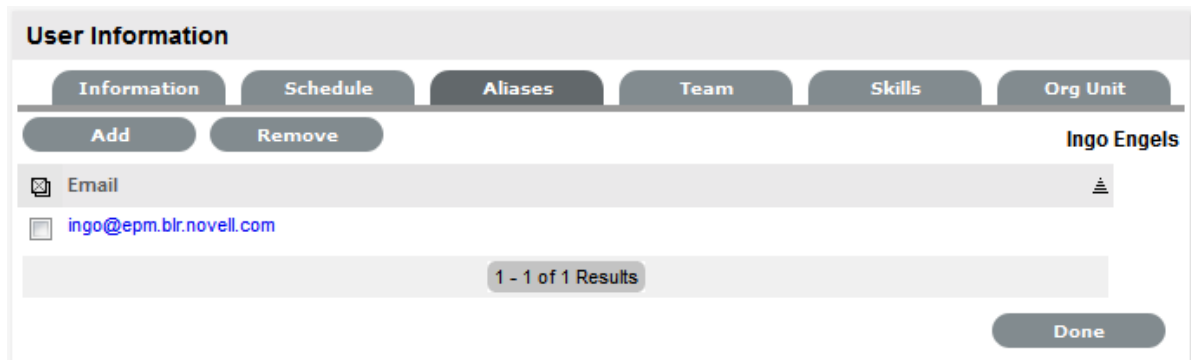 User Information
Information Schedule Aliases Team Skills Org Unit
Add Remove Ingo Engels
Email
ingo@epm.blr.novell.com
1 - 1 of 1 Results
Done